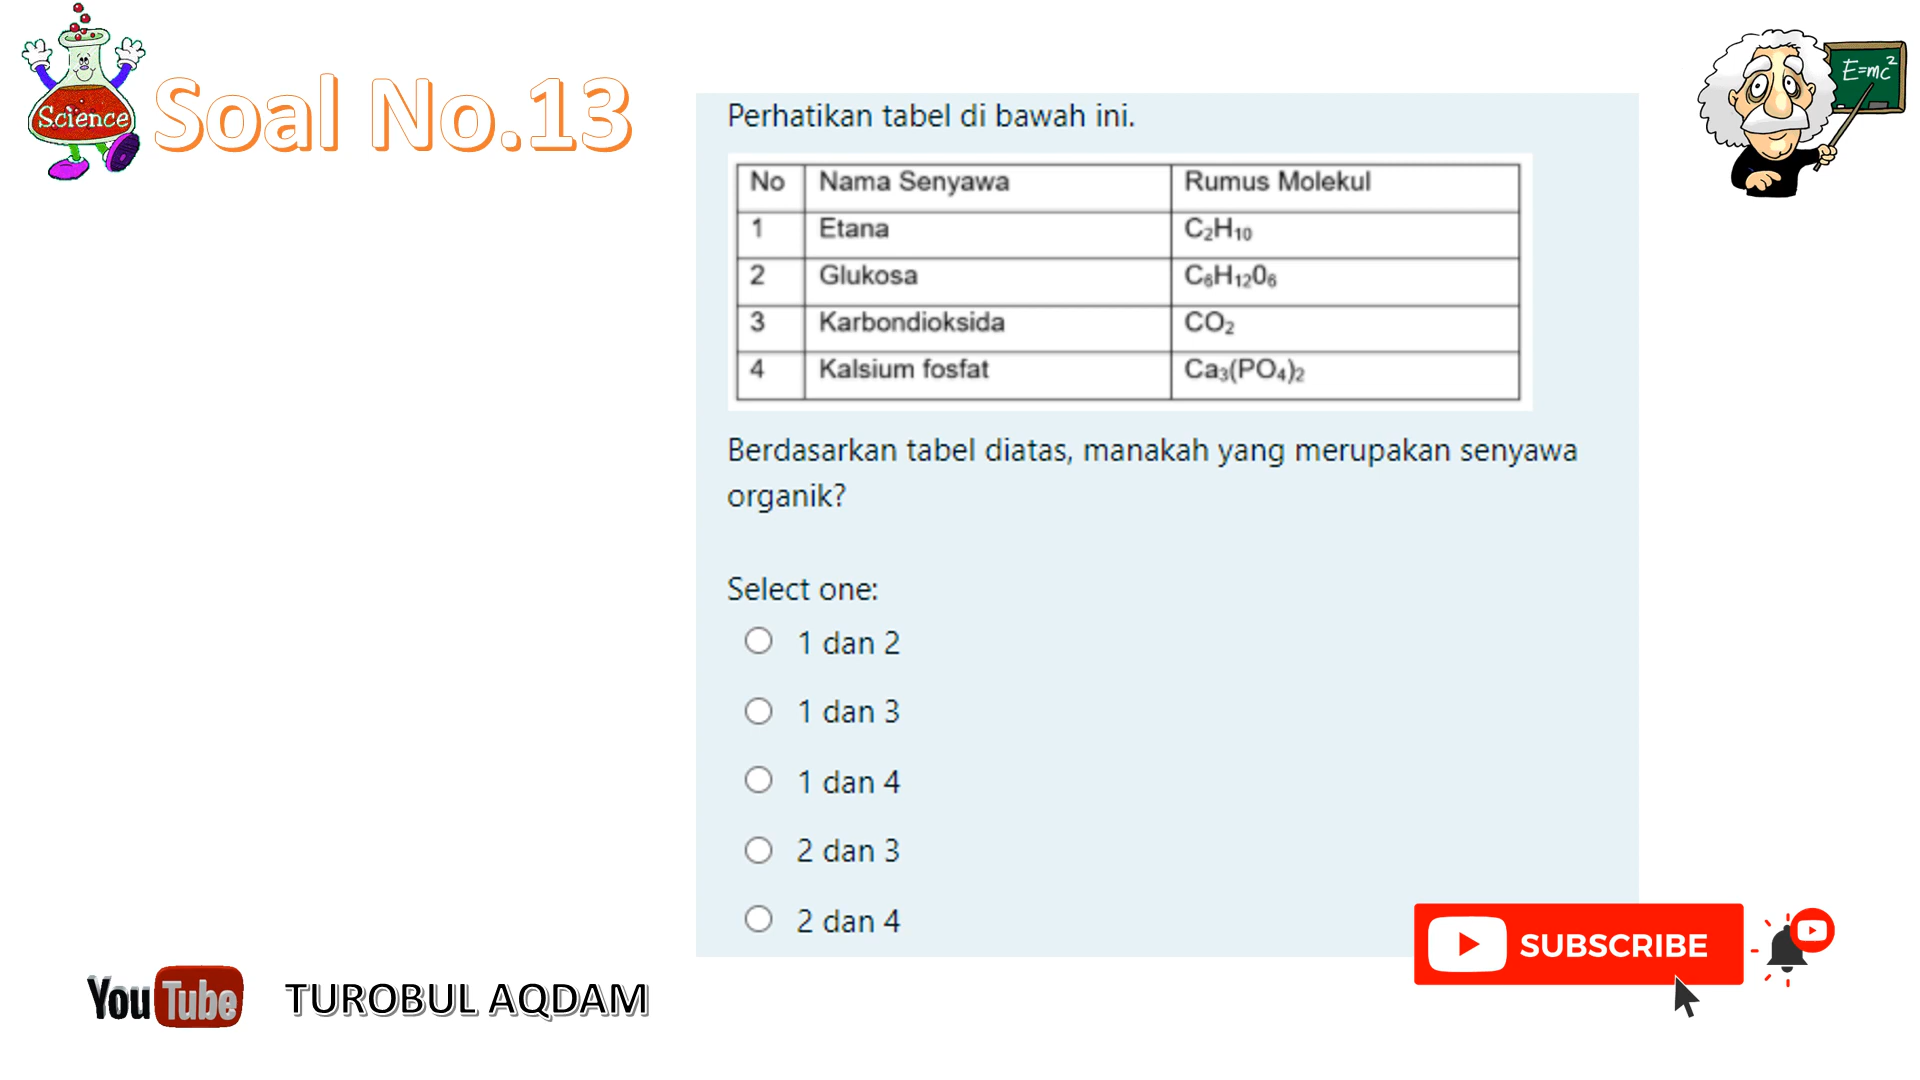 Science
Soal No.13
E=mc²
Perhatikan tabel di bawah ini.
No Nama Senyawa Rumus Molekul
1 Etana C₂H₁₀
2 Glukosa C₆H₁₂0₆
3 Karbondioksida CO₂
4 Kalsium fosfat Ca₃(PO₄)₂
Berdasarkan tabel diatas, manakah yang merupakan senyawa
organik?
Select one:
1 dan 2
1 dan 3
1 dan 4
2 dan 3
2 dan 4
SUBSCRIBE
YouTube TUROBUL AQDAM